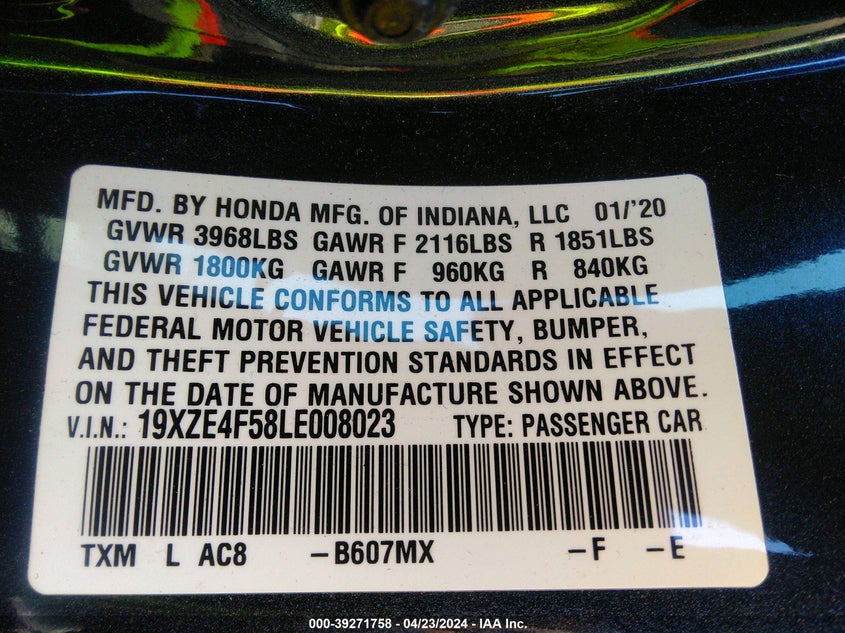 MFD. BY HONDA MFG. OF INDIANA, LLC 01/'20
GVWR 3968LBS GAWR F 2116LBS R 1851LBS
GVWR 1800KG GAWR F 960KG R 840KG
THIS VEHICLE CONFORMS TO ALL APPLICABLE
FEDERAL MOTOR VEHICLE SAFETY, BUMPER,
AND THEFT PREVENTION STANDARDS IN EFFECT
ON THE DATE OF MANUFACTURE SHOWN ABOVE.
V.I.N.: 19XZE4F58LE008023 TYPE: PASSENGER CAR
TXM L AC8 -B607MX -F -E
000-39271758 - 04/23/2024 - IAA Inc.